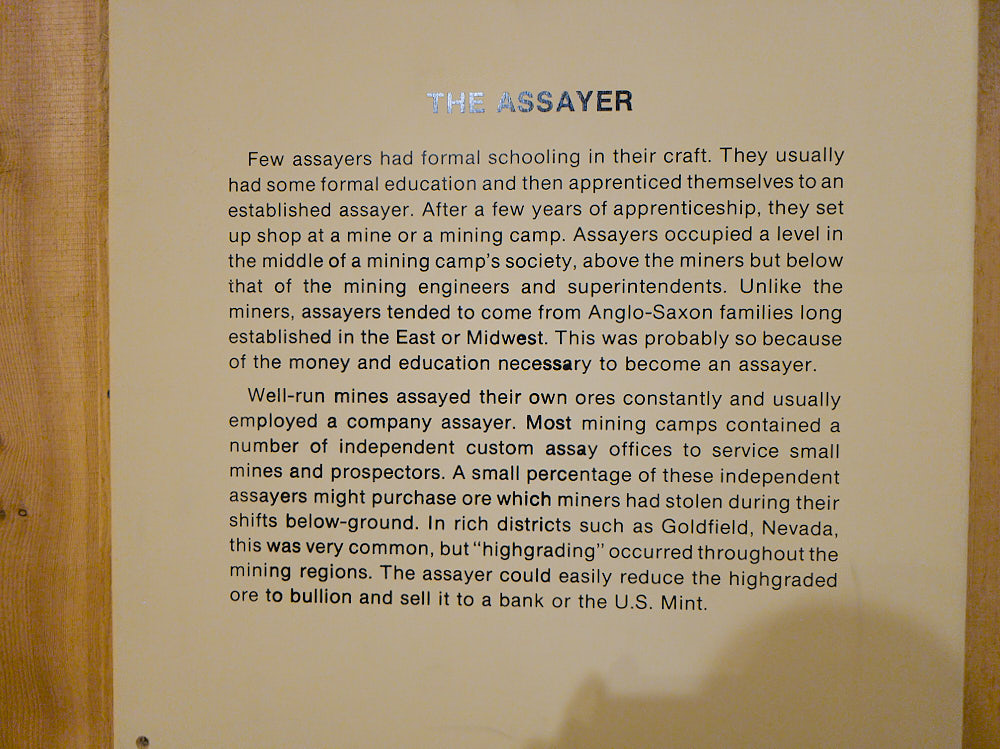 THE ASSAYER
Few assayers had formal schooling in their craft. They usually
had some formal education and then apprenticed themselves to an
established assayer. After a few years of apprenticeship, they set
up shop at a mine or a mining camp. Assayers occupied a level in
the middle of a mining camp's society, above the miners but below
that of the mining engineers and superintendents. Unlike the
miners, assayers tended to come from Anglo-Saxon families long
established in the East or Midwest. This was probably so because
of the money and education necessary to become an assayer.
Well-run mines assayed their own ores constantly and usually
employed a company assayer. Most mining camps contained a
number of independent custom assay offices to service small
mines and prospectors. A small percentage of these independent
assayers might purchase ore which miners had stolen during their
shifts below-ground. In rich districts such as Goldfield, Nevada,
this was very common, but "highgrading" occurred throughout the
mining regions. The assayer could easily reduce the highgraded
ore to bullion and sell it to a bank or the U.S. Mint.